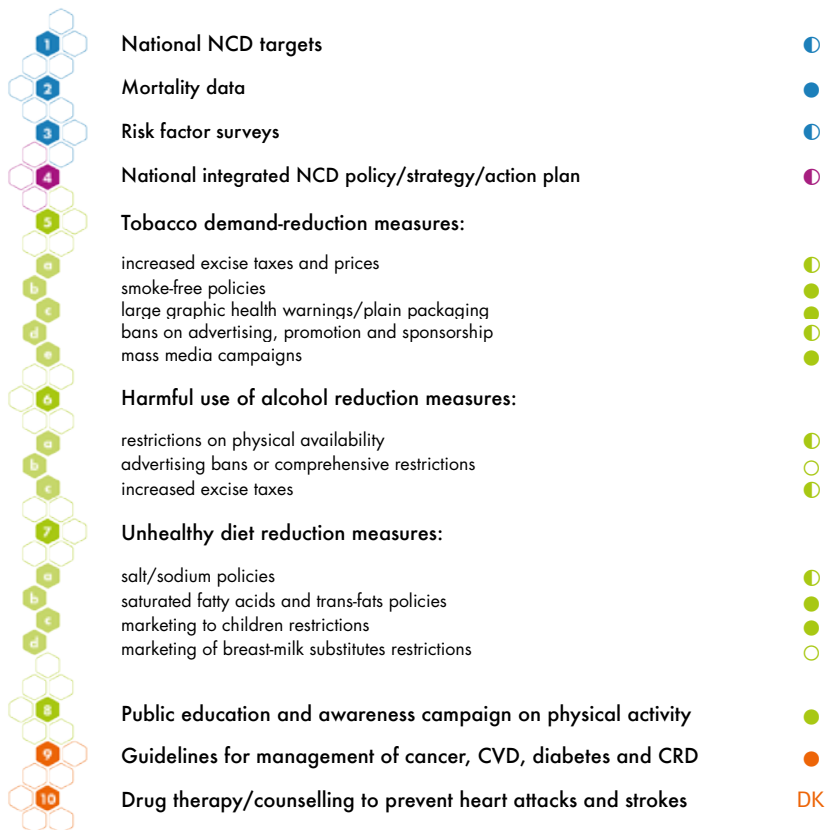 1 National NCD targets
2 Mortality data
3 Risk factor surveys
4 National integrated NCD policy/strategy/action plan
5 Tobacco demand-reduction measures:
a increased excise taxes and prices
b smoke-free policies
c large graphic health warnings/plain packaging
d bans on advertising, promotion and sponsorship
e mass media campaigns
6 Harmful use of alcohol reduction measures:
a restrictions on physical availability
b advertising bans or comprehensive restrictions
c increased excise taxes
7 Unhealthy diet reduction measures:
a salt/sodium policies
b saturated fatty acids and trans-fats policies
c marketing to children restrictions
d marketing of breast-milk substitutes restrictions
8 Public education and awareness campaign on physical activity
9 Guidelines for management of cancer, CVD, diabetes and CRD
10 Drug therapy/counselling to prevent heart attacks and strokes DK